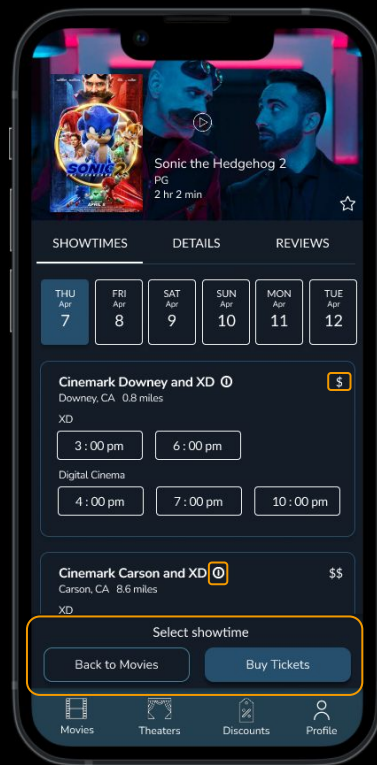 SONIC 2
APRIL 8
Sonic the Hedgehog 2
PG
2 hr 2 min
SHOWTIMES DETAILS REVIEWS
THU FRI SAT SUN MON TUE
Apr Apr Apr Apr Apr Apr
7 8 9 10 11 12
Cinemark Downey and XD $
Downey, CA 0.8 miles
XD
3 : 00 pm 6 : 00 pm
Digital Cinema
4 : 00 pm 7 : 00 pm 10 : 00 pm
Cinemark Carson and XD $$
Carson, CA 8.6 miles
XD
Select showtime
Back to Movies Buy Tickets
Movies Theaters Discounts Profile